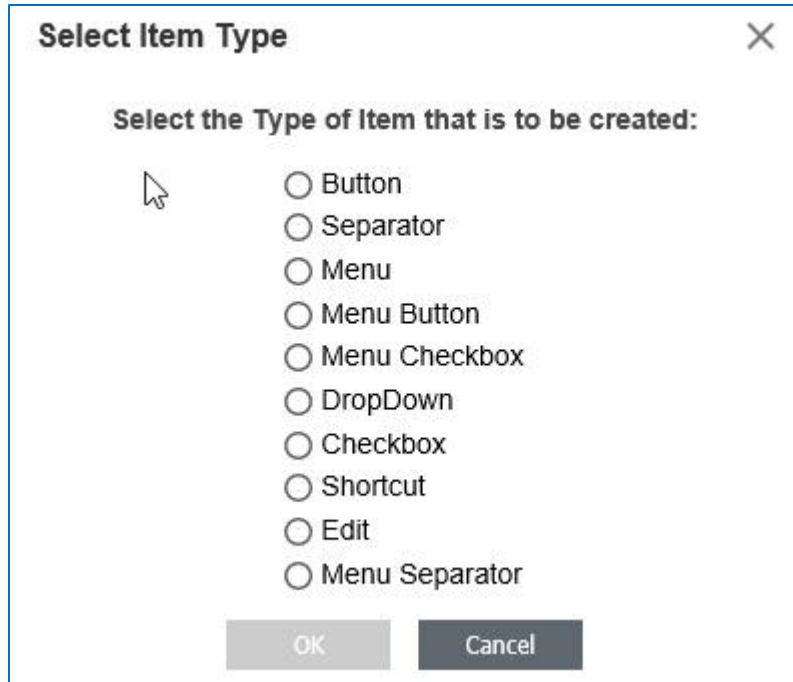 Select Item Type
Select the Type of Item that is to be created:
Button
Separator
Menu
Menu Button
Menu Checkbox
DropDown
Checkbox
Shortcut
Edit
Menu Separator
OK Cancel